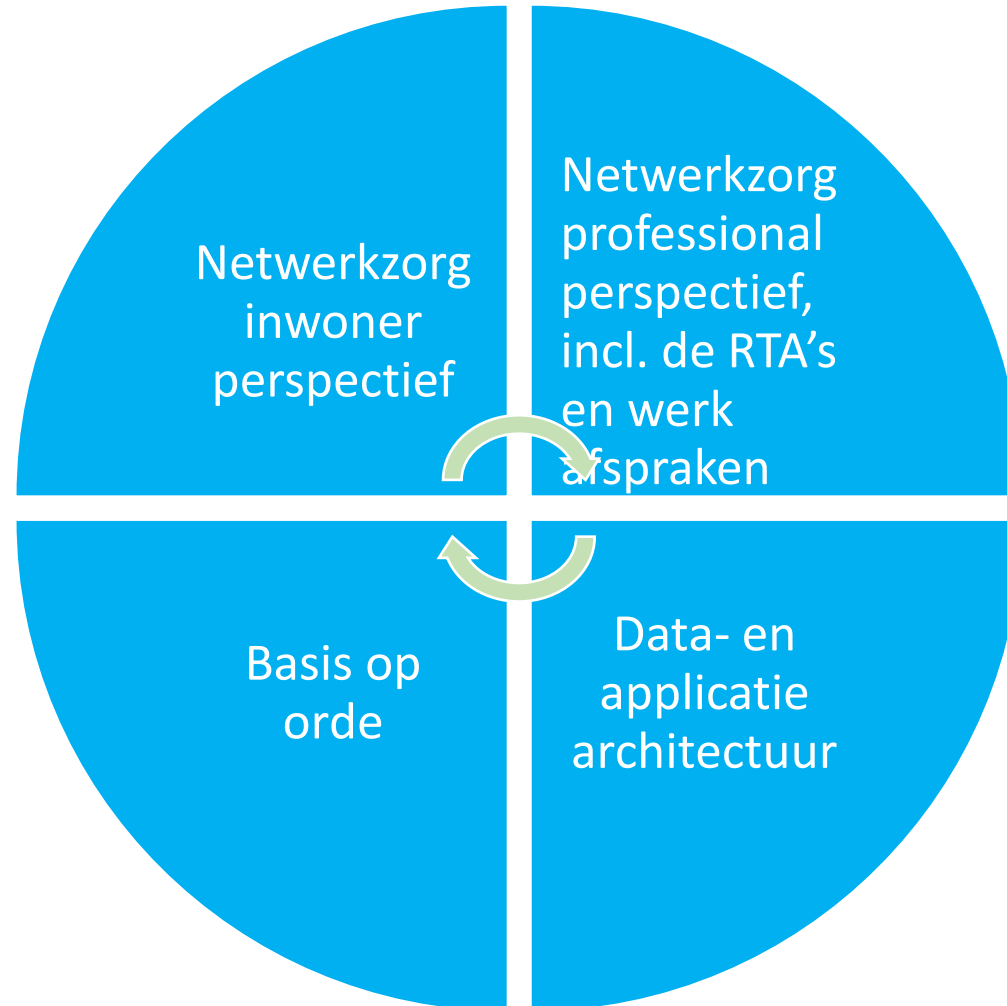 Netwerkzorg
inwoner
perspectief
Netwerkzorg
professional
perspectief,
incl. de RTA’s
en werk
afspraken
Basis op
orde
Data- en
applicatie
architectuur